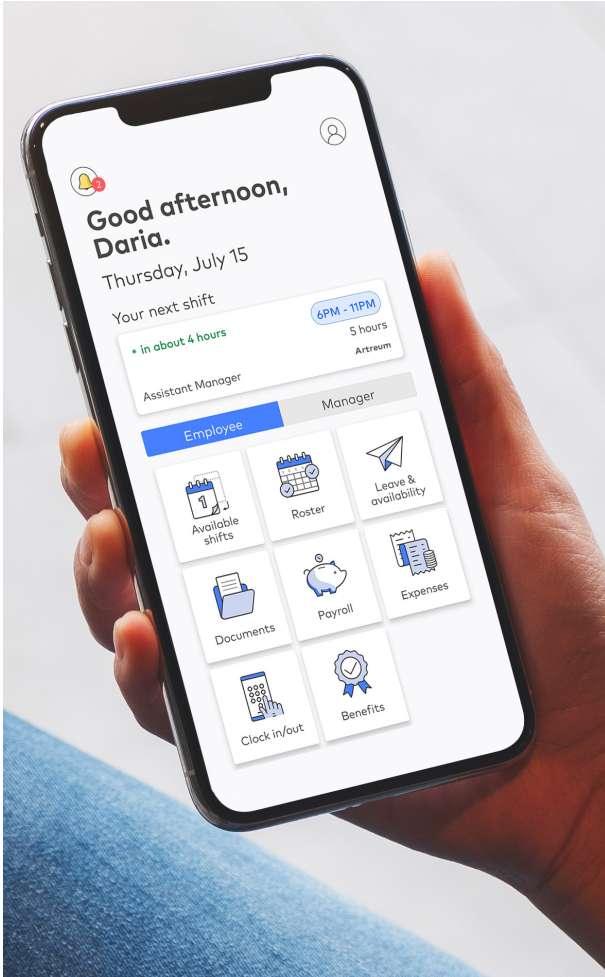 2
Good afternoon,
Daria.
Thursday, July 15
Your next shift
• in about 4 hours
6PM - 11PM
5 hours
Assistant Manager
Artreum
Employee
Manager
1
Available
shifts
Roster
Leave &
availability
Documents
Payroll
Expenses
Clock in/out
Benefits